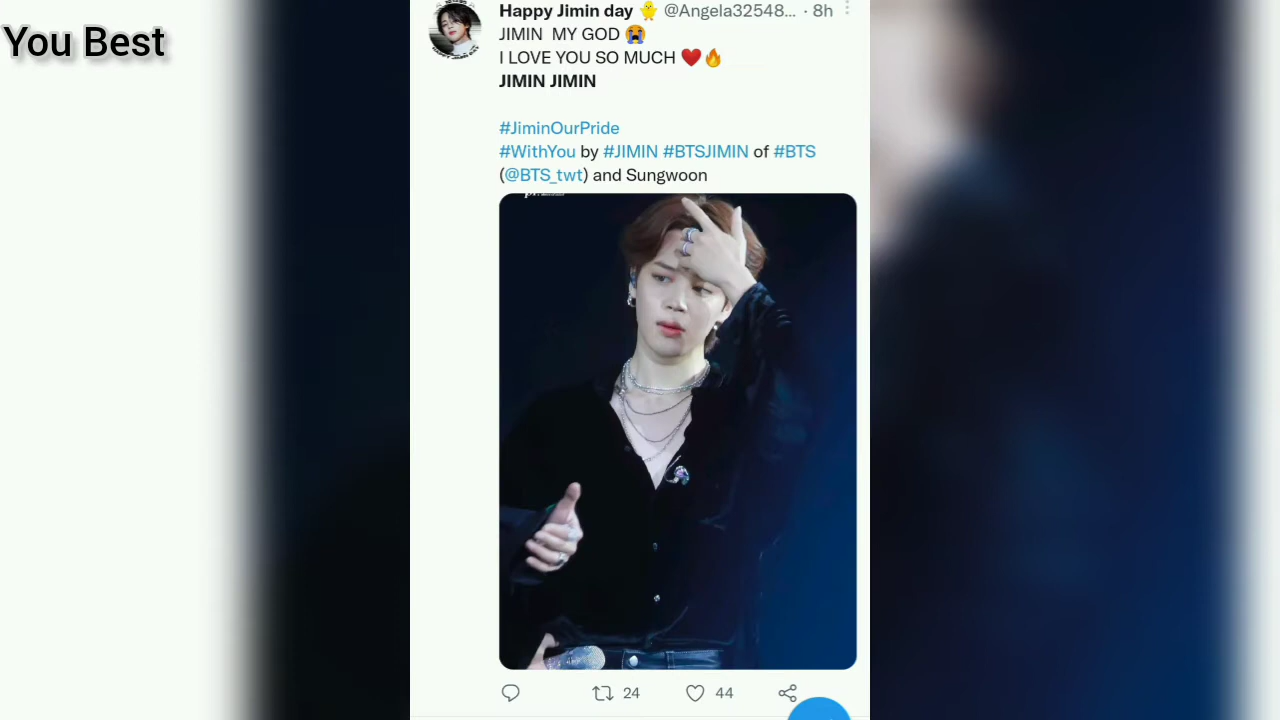 You Best
Happy Jimin day 🐥 @Angela32548... · 8h
JIMIN MY GOD 😭
I LOVE YOU SO MUCH ❤️🔥
JIMIN JIMIN
#JiminOurPride
#WithYou by #JIMIN #BTSJIMIN of #BTS
(@BTS_twt) and Sungwoon
24
44